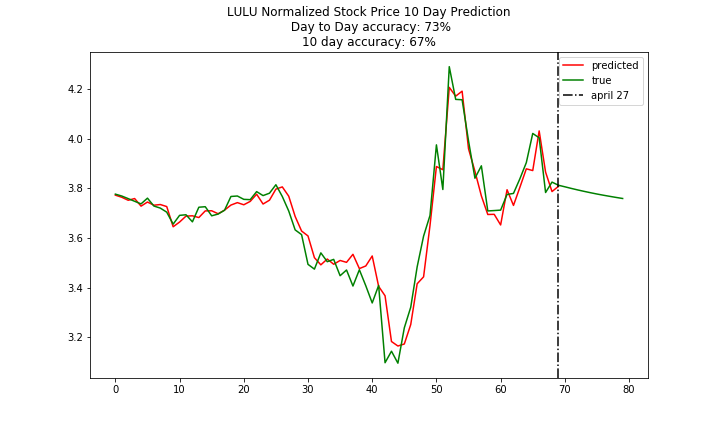 LULU Normalized Stock Price 10 Day Prediction
Day to Day accuracy: 73%
10 day accuracy: 67%
predicted
true
april 27
4.2
4.0
3.8
3.6
3.4
3.2
0 10 20 30 40 50 60 70 80